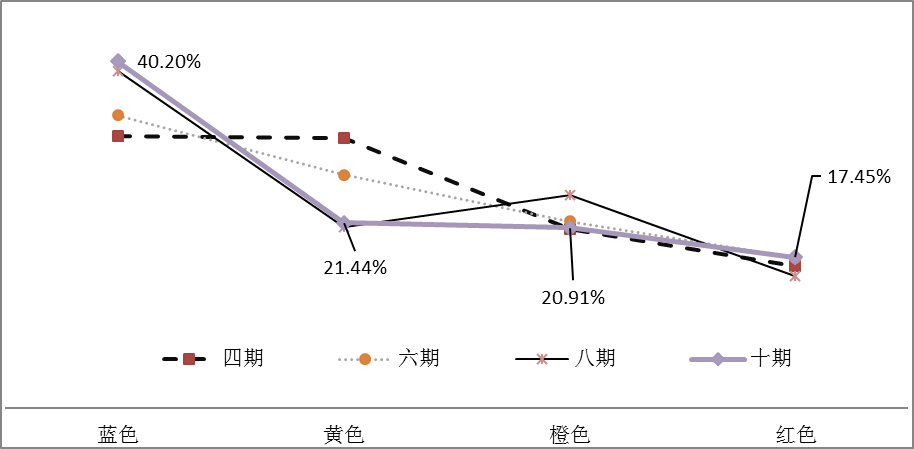 40.20%
17.45%
21.44%
20.91%
四期 六期 八期 十期
蓝色 黄色 橙色 红色